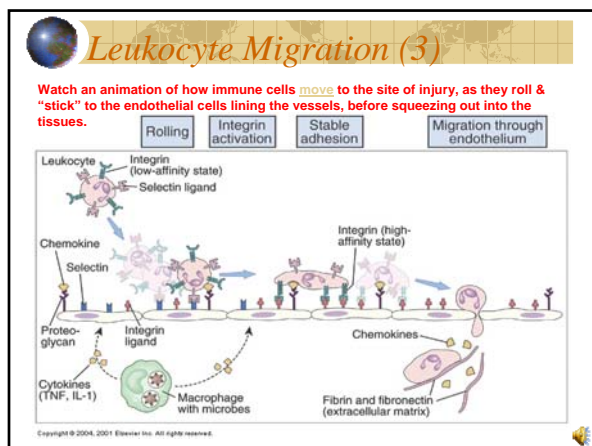 Leukocyte Migration (3)
Watch an animation of how immune cells move to the site of injury, as they roll &
“stick” to the endothelial cells lining the vessels, before squeezing out into the
tissues.
Rolling
Integrin
activation
Stable
adhesion
Migration through
endothelium
Leukocyte
Integrin
(low-affinity state)
Selectin ligand
Integrin (high-
affinity state)
Chemokine
Selectin
Proteo-
glycan
Integrin
ligand
Cytokines
(TNF, IL-1)
Macrophage
with microbes
Chemokines
Fibrin and fibronectin
(extracellular matrix)
Copyright © 2004, 2001 Elsevier Inc. All rights reserved.